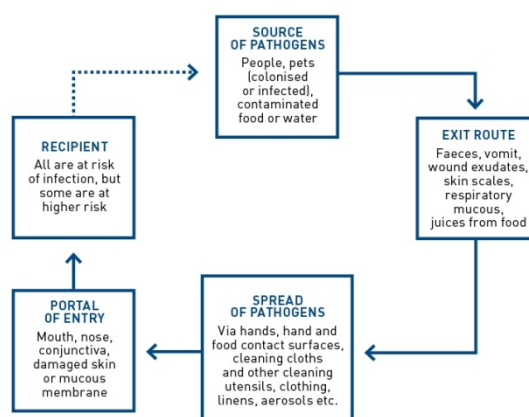 SOURCE
OF PATHOGENS
People, pets
(colonised
or infected),
contaminated
food or water
EXIT ROUTE
Faeces, vomit,
wound exudates,
skin scales,
respiratory
mucous,
juices from food
SPREAD
OF PATHOGENS
Via hands, hand and
food contact surfaces,
cleaning cloths
and other cleaning
utensils, clothing,
linens, aerosols etc.
PORTAL
OF ENTRY
Mouth, nose,
conjunctiva,
damaged skin
or mucous
membrane
RECIPIENT
All are at risk
of infection, but
some are at
higher risk